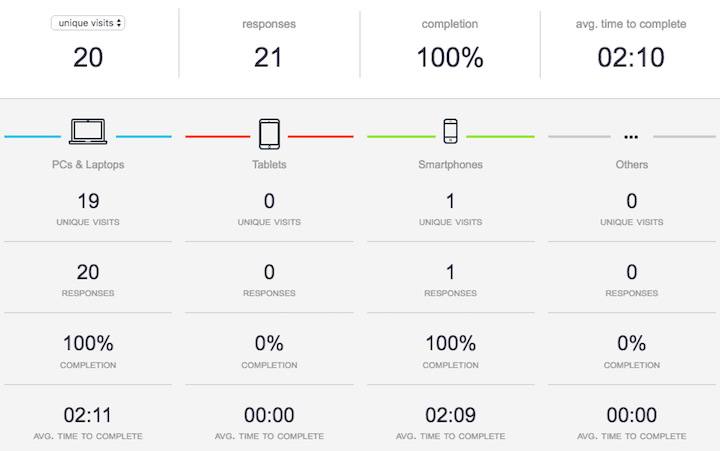 unique visits responses completion avg. time to complete
20 21 100% 02:10
PCs & Laptops Tablets Smartphones Others
19 0 1 0
UNIQUE VISITS UNIQUE VISITS UNIQUE VISITS UNIQUE VISITS
20 0 1 0
RESPONSES RESPONSES RESPONSES RESPONSES
100% 0% 100% 0%
COMPLETION COMPLETION COMPLETION COMPLETION
02:11 00:00 02:09 00:00
AVG. TIME TO COMPLETE AVG. TIME TO COMPLETE AVG. TIME TO COMPLETE AVG. TIME TO COMPLETE